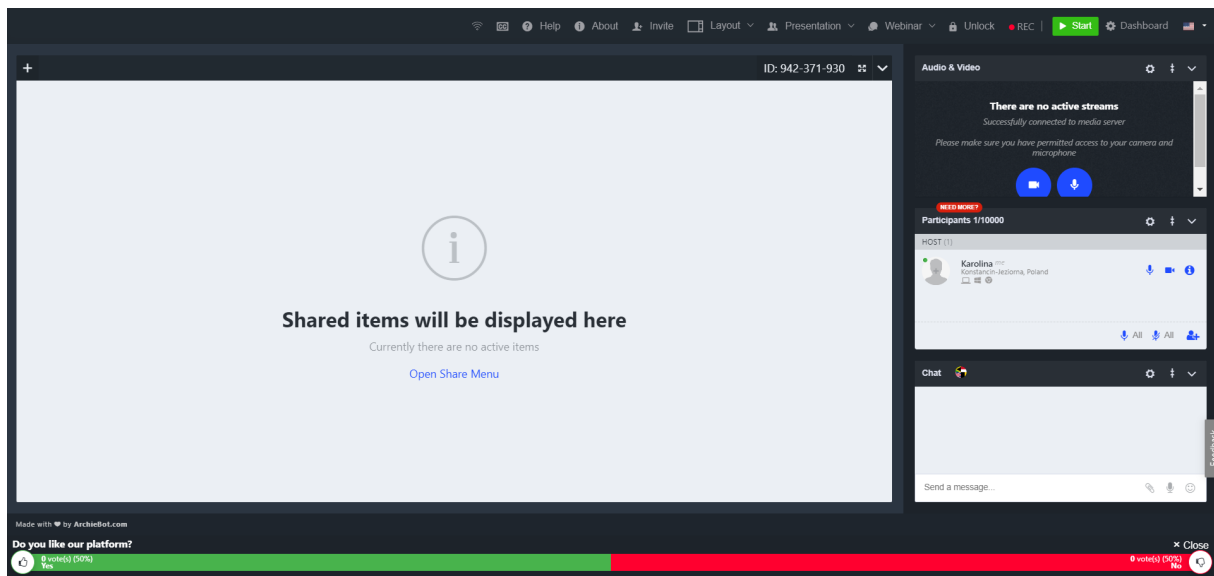 CC Help About Invite Layout Presentation Webinar Unlock REC | Start Dashboard
+ ID: 942-371-930
Shared items will be displayed here
Currently there are no active items
Open Share Menu
Audio & Video
There are no active streams
Successfully connected to media server
Please make sure you have permitted access to your camera and
microphone
NEED MORE?
Participants 1/10000
HOST (1)
Karolina me
Konstancin-Jeziorna, Poland
All All
Chat
Feedback
Send a message...
Made with ♥ by ArchieBot.com
Do you like our platform? × Close
0 vote(s) (50%) 0 vote(s) (50%)
Yes No